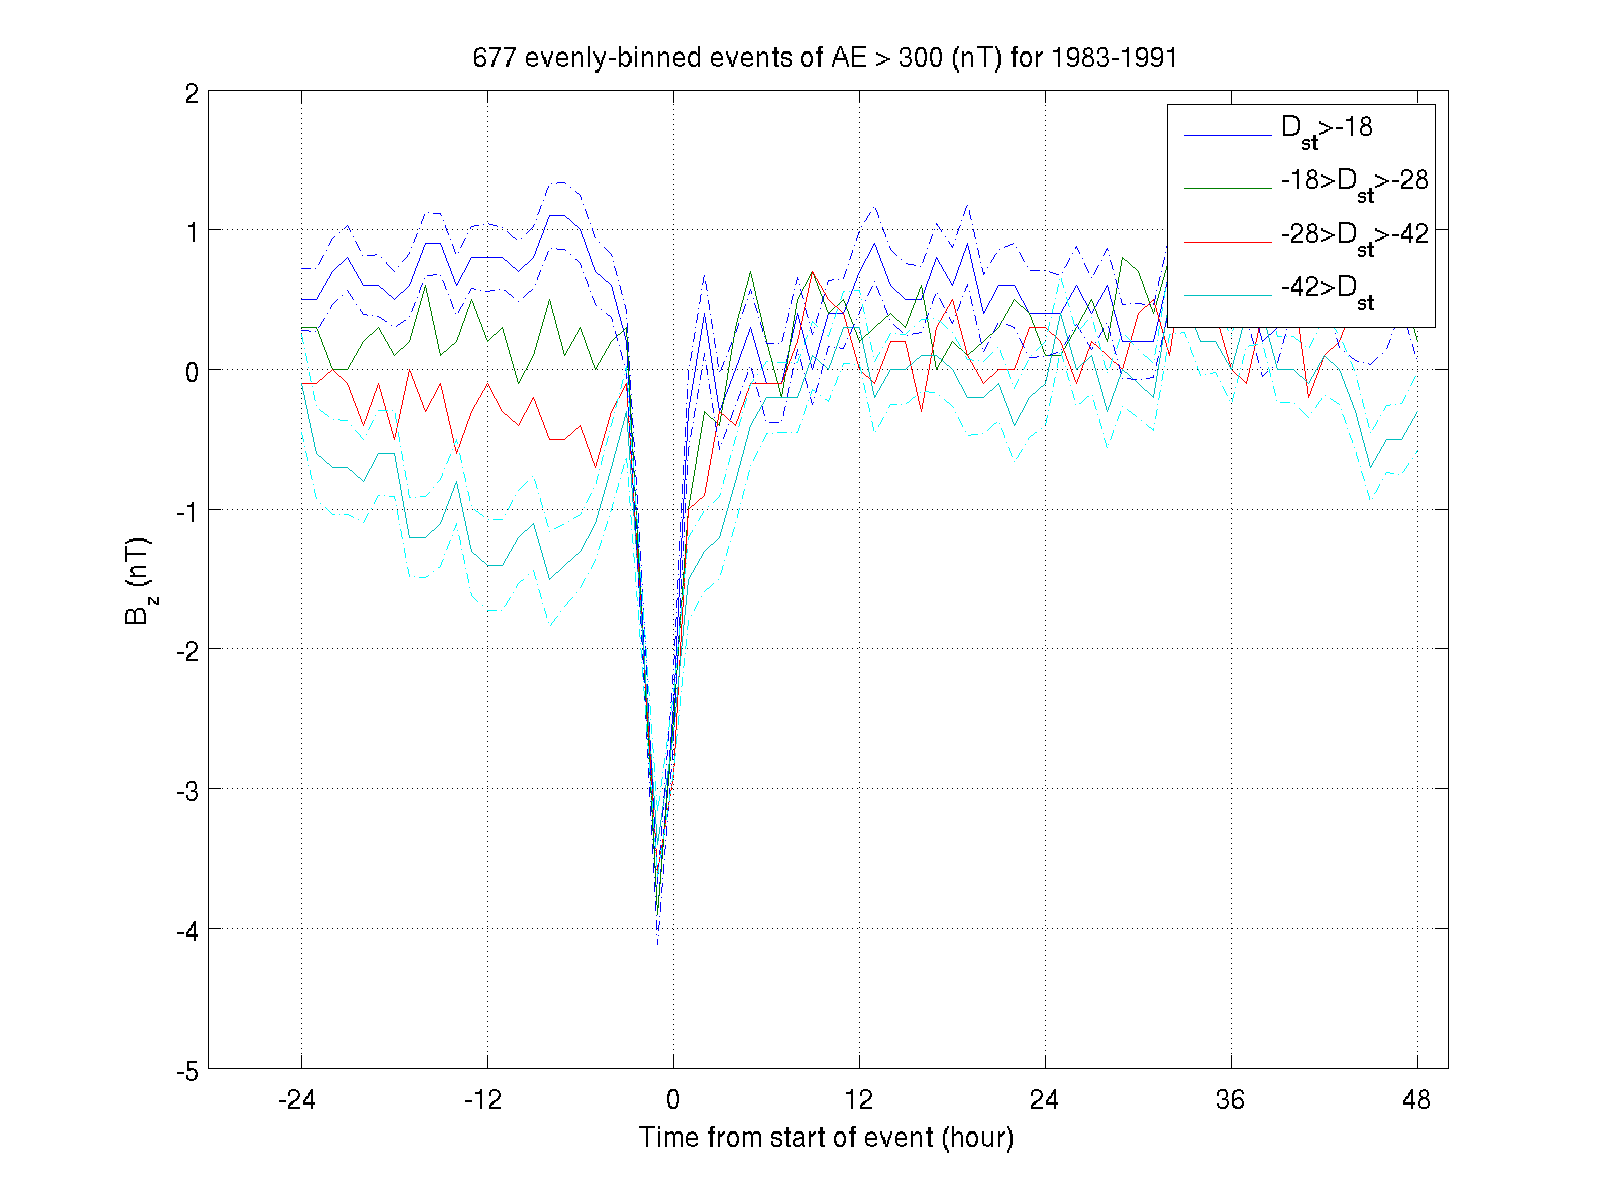 677 evenly-binned events of AE > 300 (nT) for 1983-1991
2
1
0
-1
-2
-3
-4
-5
B_z (nT)
D_st>-18
-18>D_st>-28
-28>D_st>-42
-42>D_st
-24 -12 0 12 24 36 48
Time from start of event (hour)